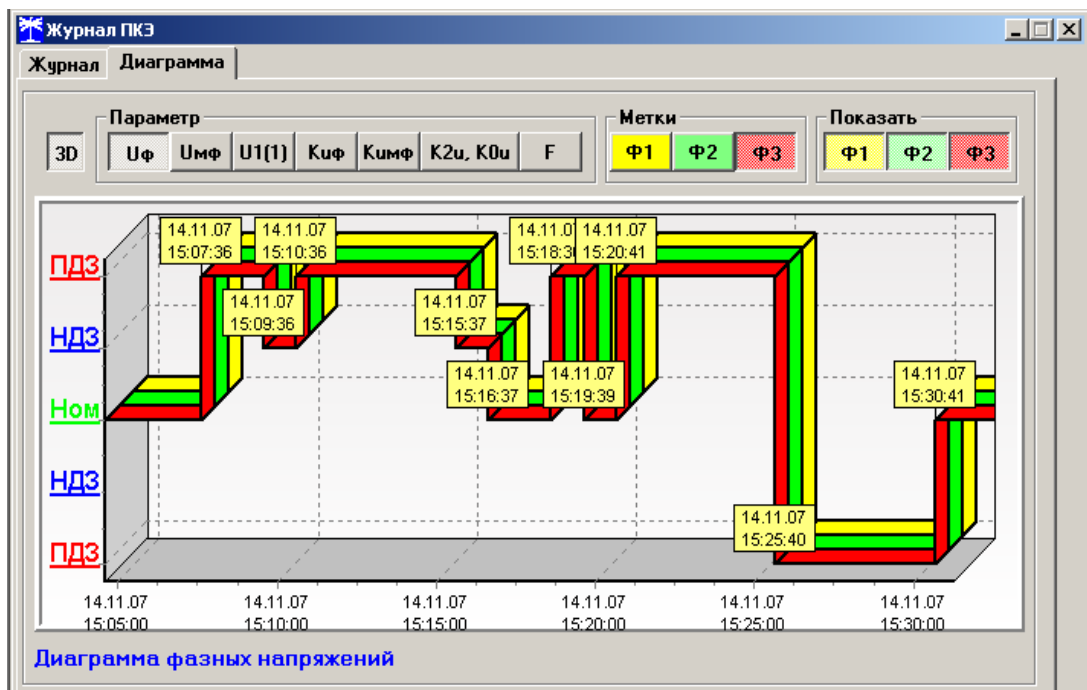 Журнал ПКЭ
Журнал Диаграмма
Параметр Метки Показать
3D Uф Uмф U1(1) Kuф Kuмф K2u, K0u F Ф1 Ф2 Ф3 Ф1 Ф2 Ф3
14.11.07 14.11.07 14.11.07
15:07:36 15:10:36 15:20:41
ПДЗ
14.11.07 14.11.07
15:09:36 15:15:37
НДЗ
14.11.07 14.11.07 14.11.07
15:16:37 15:19:39 15:30:41
Ном
НДЗ
14.11.07
15:25:40
ПДЗ
14.11.07 14.11.07 14.11.07 14.11.07 14.11.07 14.11.07
15:05:00 15:10:00 15:15:00 15:20:00 15:25:00 15:30:00
Диаграмма фазных напряжений